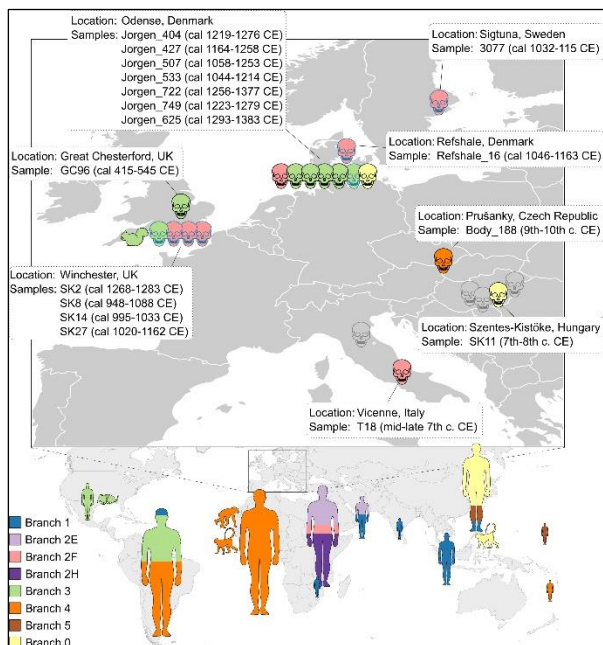 Location: Odense, Denmark
Samples: Jorgen_404 (cal 1219-1276 CE)
Jorgen_427 (cal 1164-1258 CE)
Jorgen_507 (cal 1058-1253 CE)
Jorgen_533 (cal 1044-1214 CE)
Jorgen_722 (cal 1256-1377 CE)
Jorgen_749 (cal 1223-1279 CE)
Jorgen_625 (cal 1293-1383 CE)
Location: Sigtuna, Sweden
Sample: 3077 (cal 1032-115 CE)
Location: Refshale, Denmark
Sample: Refshale_16 (cal 1046-1163 CE)
Location: Great Chesterford, UK
Sample: GC96 (cal 415-545 CE)
Location: Prušanky, Czech Republic
Sample: Body_188 (9th-10th c. CE)
Location: Winchester, UK
Samples: SK2 (cal 1268-1283 CE)
SK8 (cal 948-1088 CE)
SK14 (cal 995-1033 CE)
SK27 (cal 1020-1162 CE)
Location: Szentes-Kistöke, Hungary
Sample: SK11 (7th-8th c. CE)
Location: Vicenne, Italy
Sample: T18 (mid-late 7th c. CE)
Branch 1
Branch 2E
Branch 2F
Branch 2H
Branch 3
Branch 4
Branch 5
Branch 0